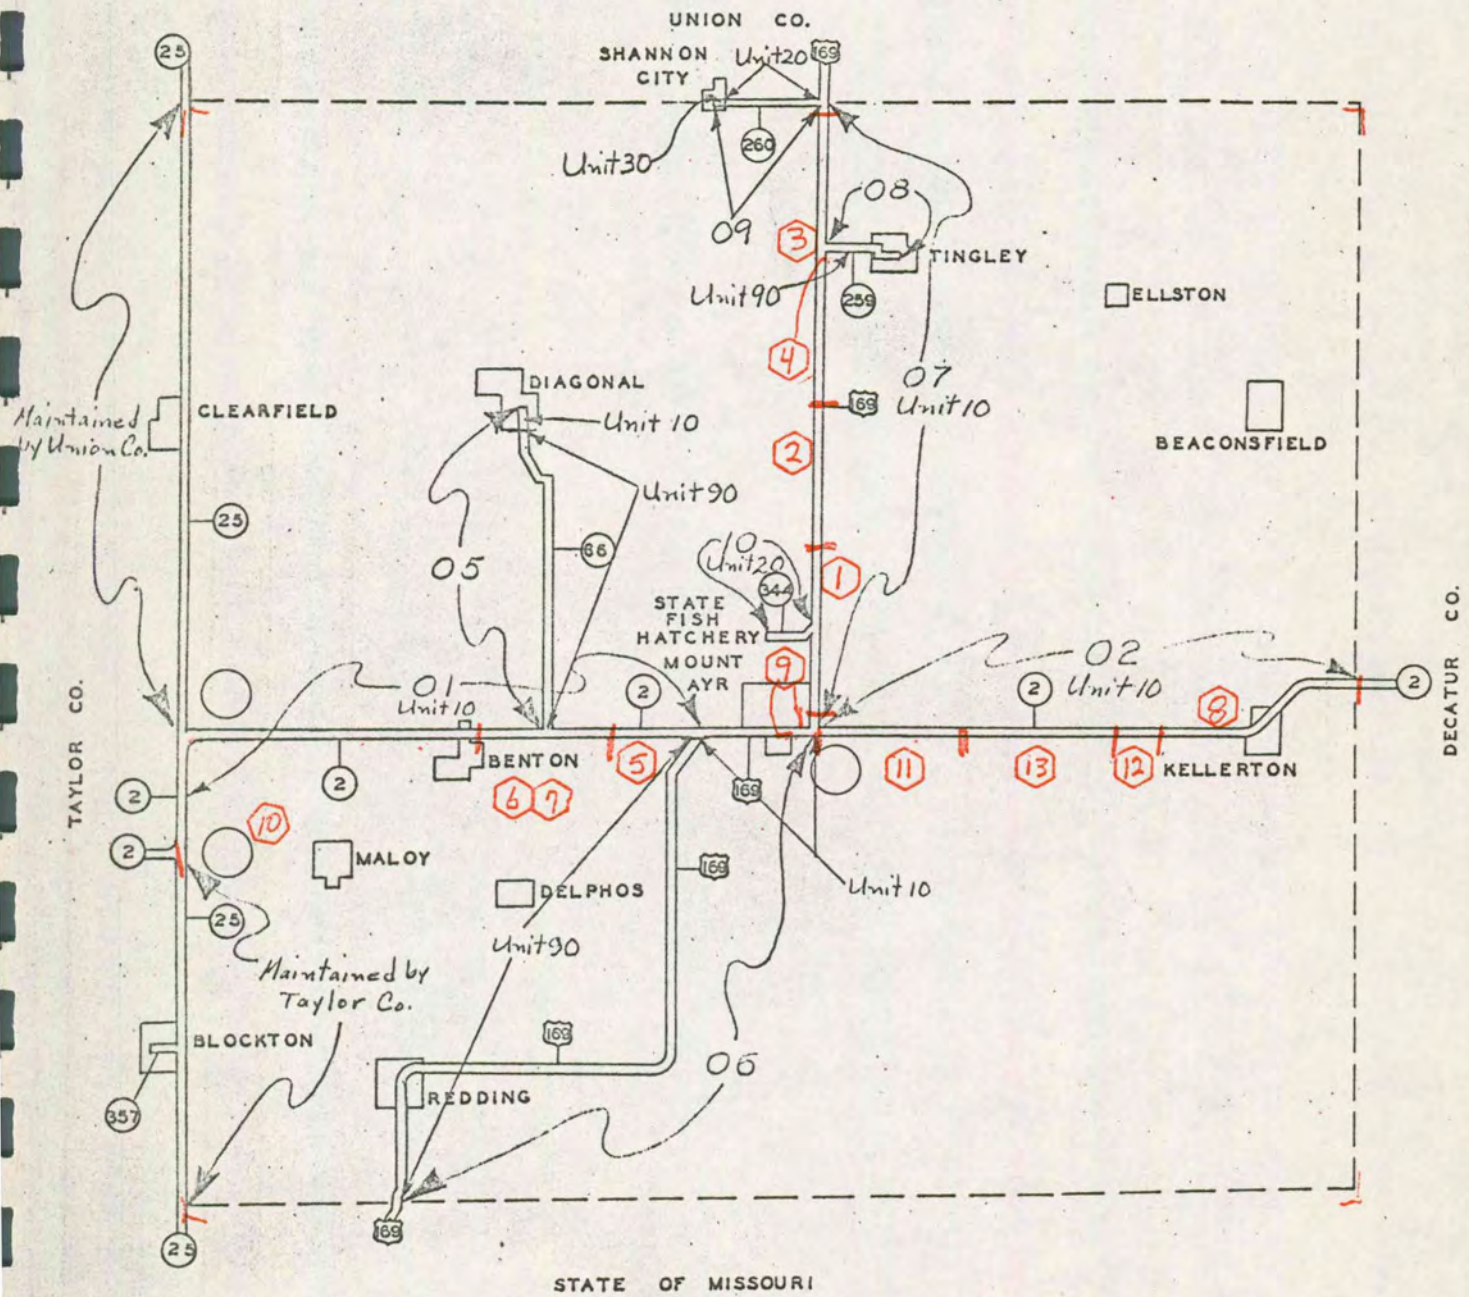 UNION CO.
25
SHANNON
CITY
Unit20
169
260
Unit30
09
08
3
TINGLEY
Unit90
259
ELLSTON
4
07
Unit10
169
DIAGONAL
Unit 10
CLEARFIELD
Maintained
by Union Co.
BEACONSFIELD
2
Unit90
25
05
66
10
Unit20
344
1
STATE
FISH
HATCHERY
MOUNT
AYR
9
02
Unit10
2
2
2
8
01
Unit10
TAYLOR CO.
DECATUR CO.
BENTON
5
6
7
11
13
12
KELLERTON
2
2
169
10
2
MALOY
DELPHOS
169
Unit10
25
Unit90
Maintained by
Taylor Co.
BLOCKTON
169
06
REDDING
357
169
25
STATE OF MISSOURI